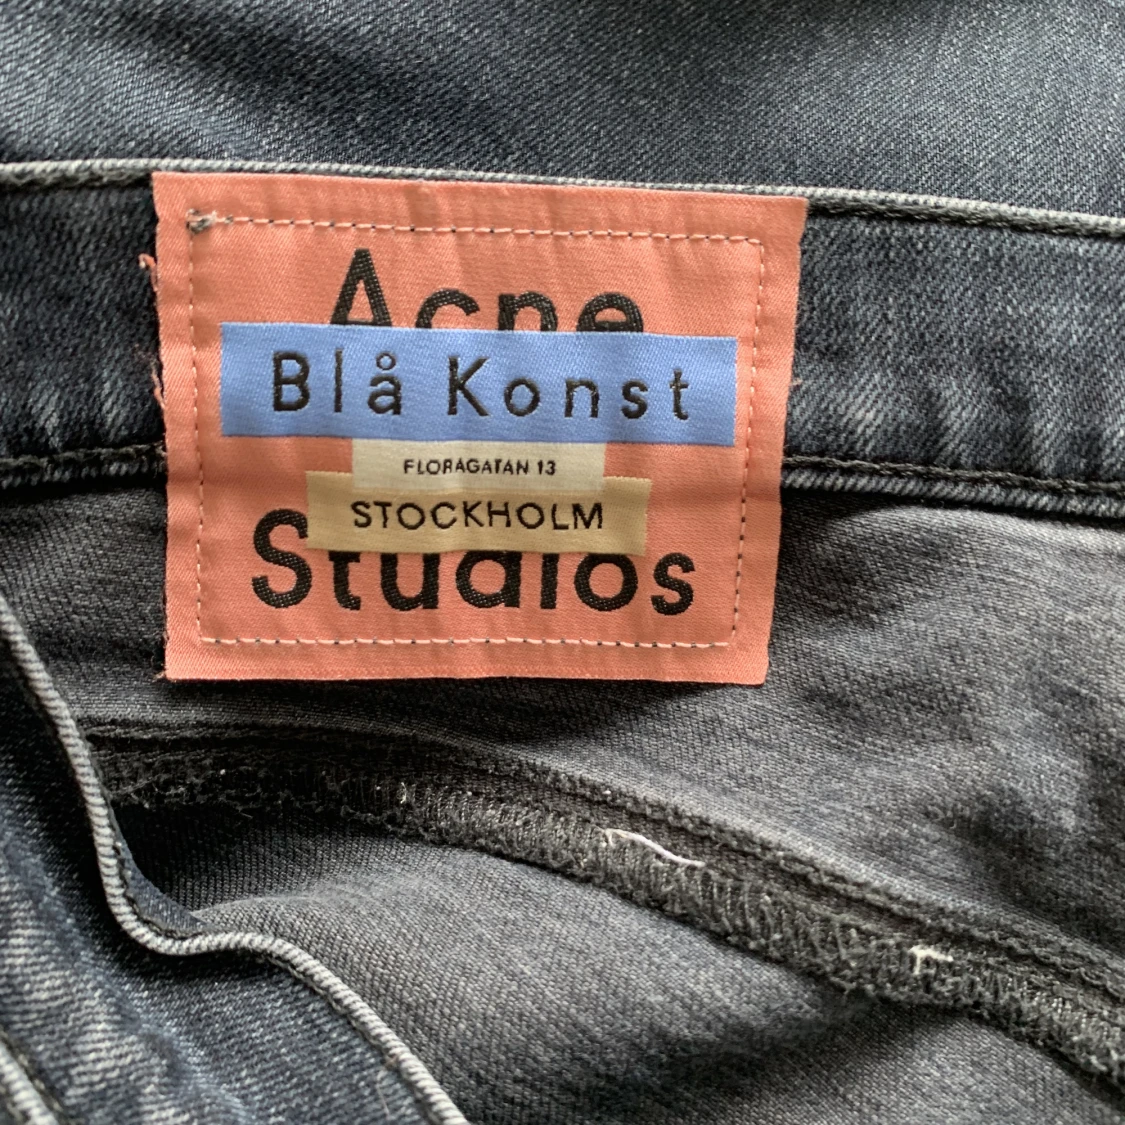 Acne
Blå Konst
FLORAGATAN 13
STOCKHOLM
Studios